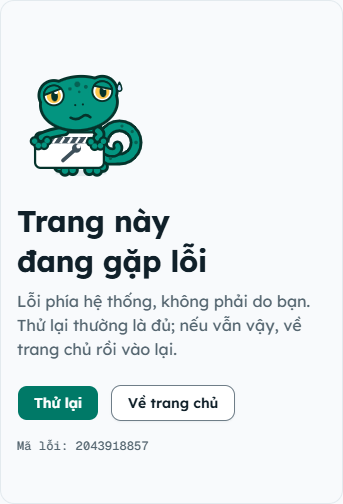 Trang này
đang gặp lỗi
Lỗi phía hệ thống, không phải do bạn.
Thử lại thường là đủ; nếu vẫn vậy, về
trang chủ rồi vào lại.
Thử lại
Về trang chủ
Mã lỗi: 2043918857